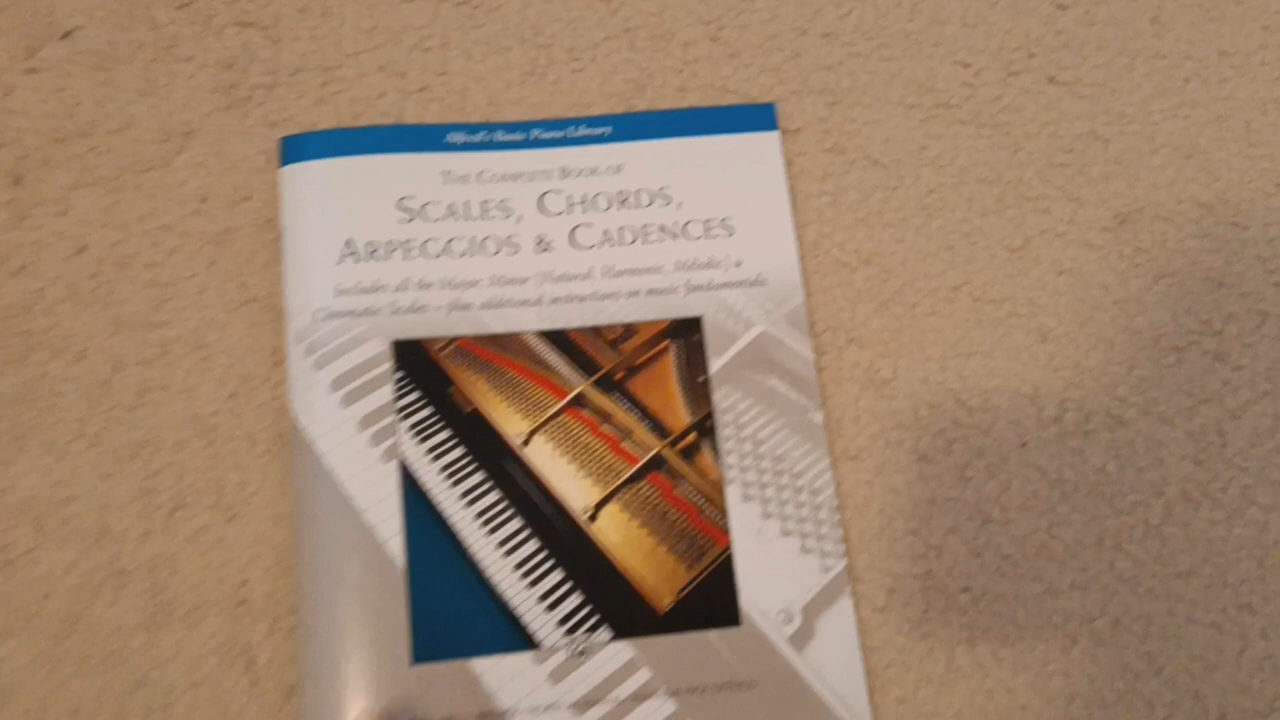 Alfred's Basic Piano Library
THE COMPLETE BOOK OF
SCALES, CHORDS,
ARPEGGIOS & CADENCES
Includes all the Major, Minor (Natural, Harmonic, Melodic) &
Chromatic Scales - plus additional instructions on music fundamentals